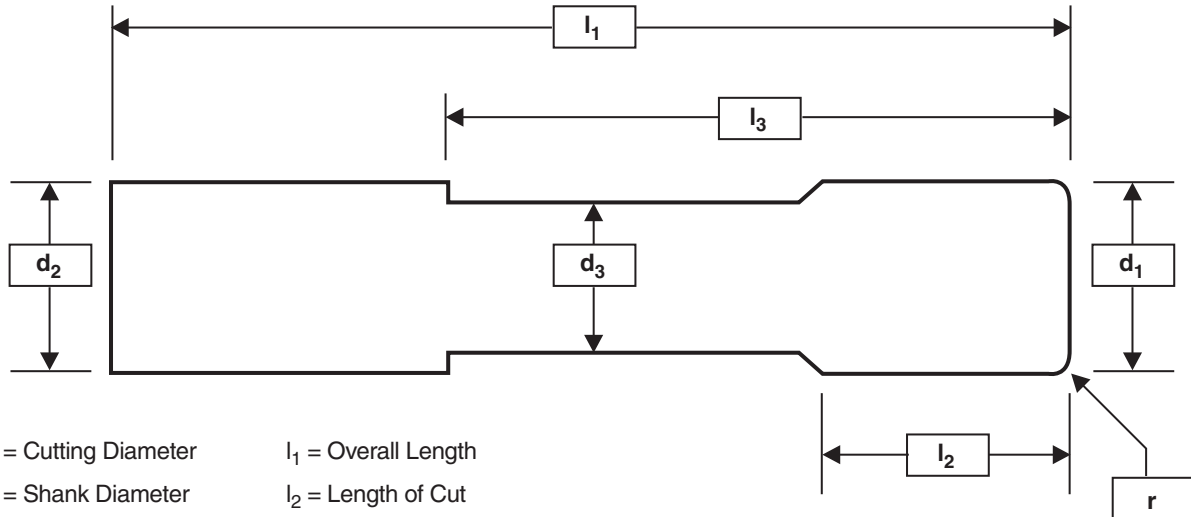 l₁
l₃
d₂
d₃
d₁
= Cutting Diameter l₁ = Overall Length
l₂
= Shank Diameter l₂ = Length of Cut
r